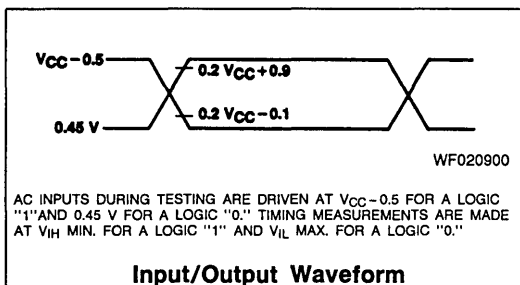 VCC-0.5
0.2 VCC+0.9
0.2 VCC-0.1
0.45 V
WF020900
AC INPUTS DURING TESTING ARE DRIVEN AT VCC-0.5 FOR A LOGIC
"1"AND 0.45 V FOR A LOGIC "0." TIMING MEASUREMENTS ARE MADE
AT VIH MIN. FOR A LOGIC "1" AND VIL MAX. FOR A LOGIC "0."
Input/Output Waveform